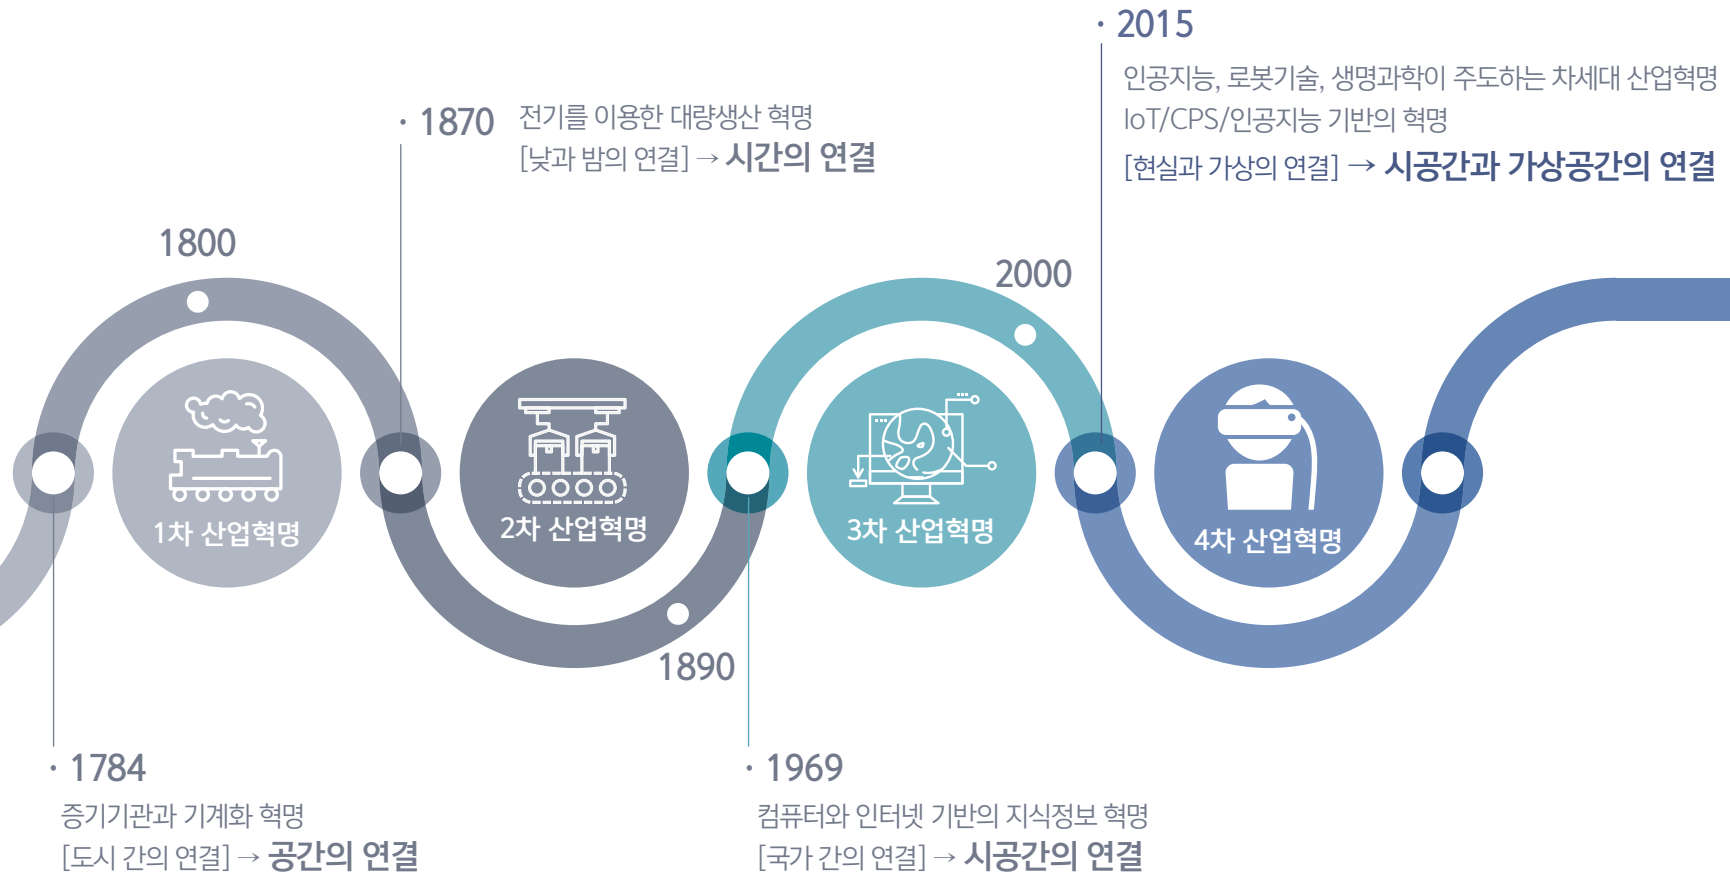 · 2015
인공지능, 로봇기술, 생명과학이 주도하는 차세대 산업혁명
IoT/CPS/인공지능 기반의 혁명
[현실과 가상의 연결] → 시공간과 가상공간의 연결
· 1870
전기를 이용한 대량생산 혁명
[낮과 밤의 연결] → 시간의 연결
1800
2000
1차 산업혁명
2차 산업혁명
3차 산업혁명
4차 산업혁명
1890
· 1784
증기기관과 기계화 혁명
[도시 간의 연결] → 공간의 연결
· 1969
컴퓨터와 인터넷 기반의 지식정보 혁명
[국가 간의 연결] → 시공간의 연결